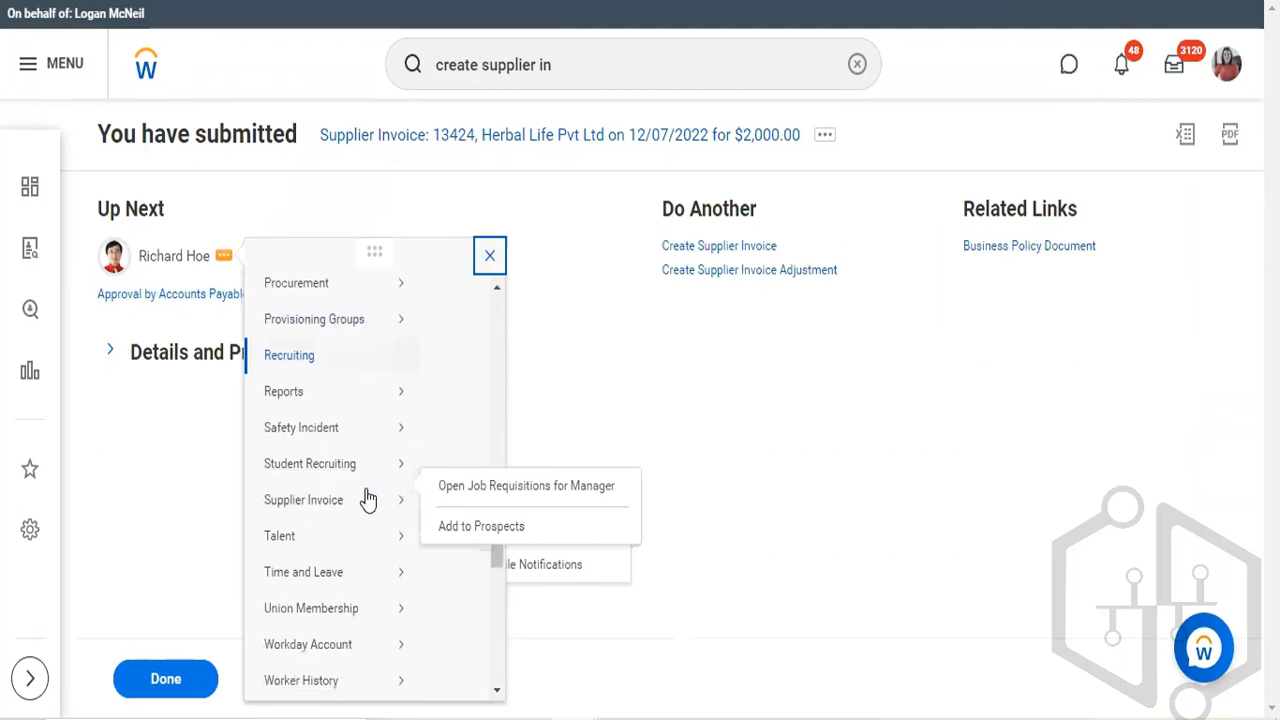 On behalf of: Logan McNeil
MENU
create supplier in
48
3120
You have submitted
Supplier Invoice: 13424, Herbal Life Pvt Ltd on 12/07/2022 for $2,000.00
PDF
Up Next
Do Another
Related Links
Richard Hoe
Create Supplier Invoice
Business Policy Document
Create Supplier Invoice Adjustment
Approval by Accounts
Details and
Procurement
Provisioning Groups
Recruiting
Reports
Safety Incident
Student Recruiting
Supplier Invoice
Talent
Time and Leave
Union Membership
Workday Account
Worker History
Open Job Requisitions for Manager
Add to Prospects
Notifications
Done